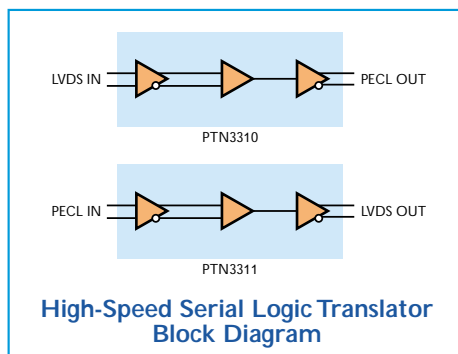 LVDS IN
PECL OUT
PTN3310
PECL IN
LVDS OUT
PTN3311
High-Speed Serial Logic Translator
Block Diagram